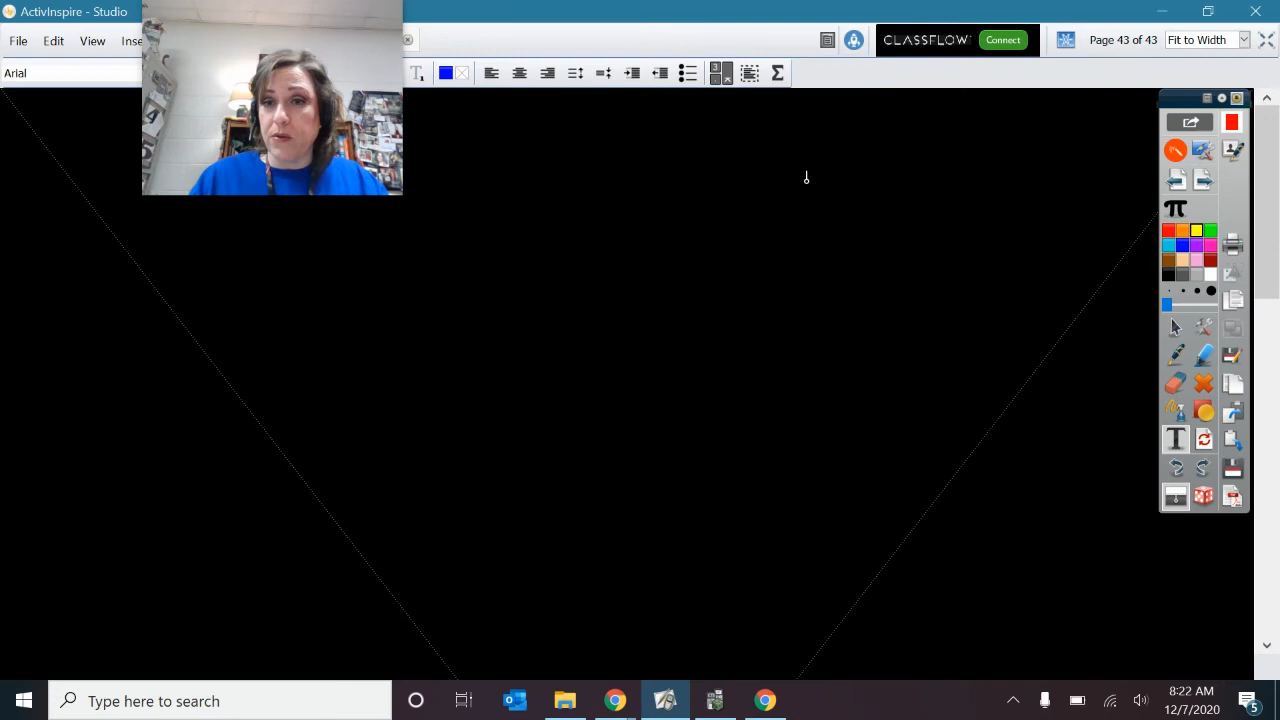 ActivInspire - Studio
File Edit View Inse
CLASSFLOW Connect
Page 43 of 43 Fit to Width
Arial
Type here to search
8:22 AM
12/7/2020
5